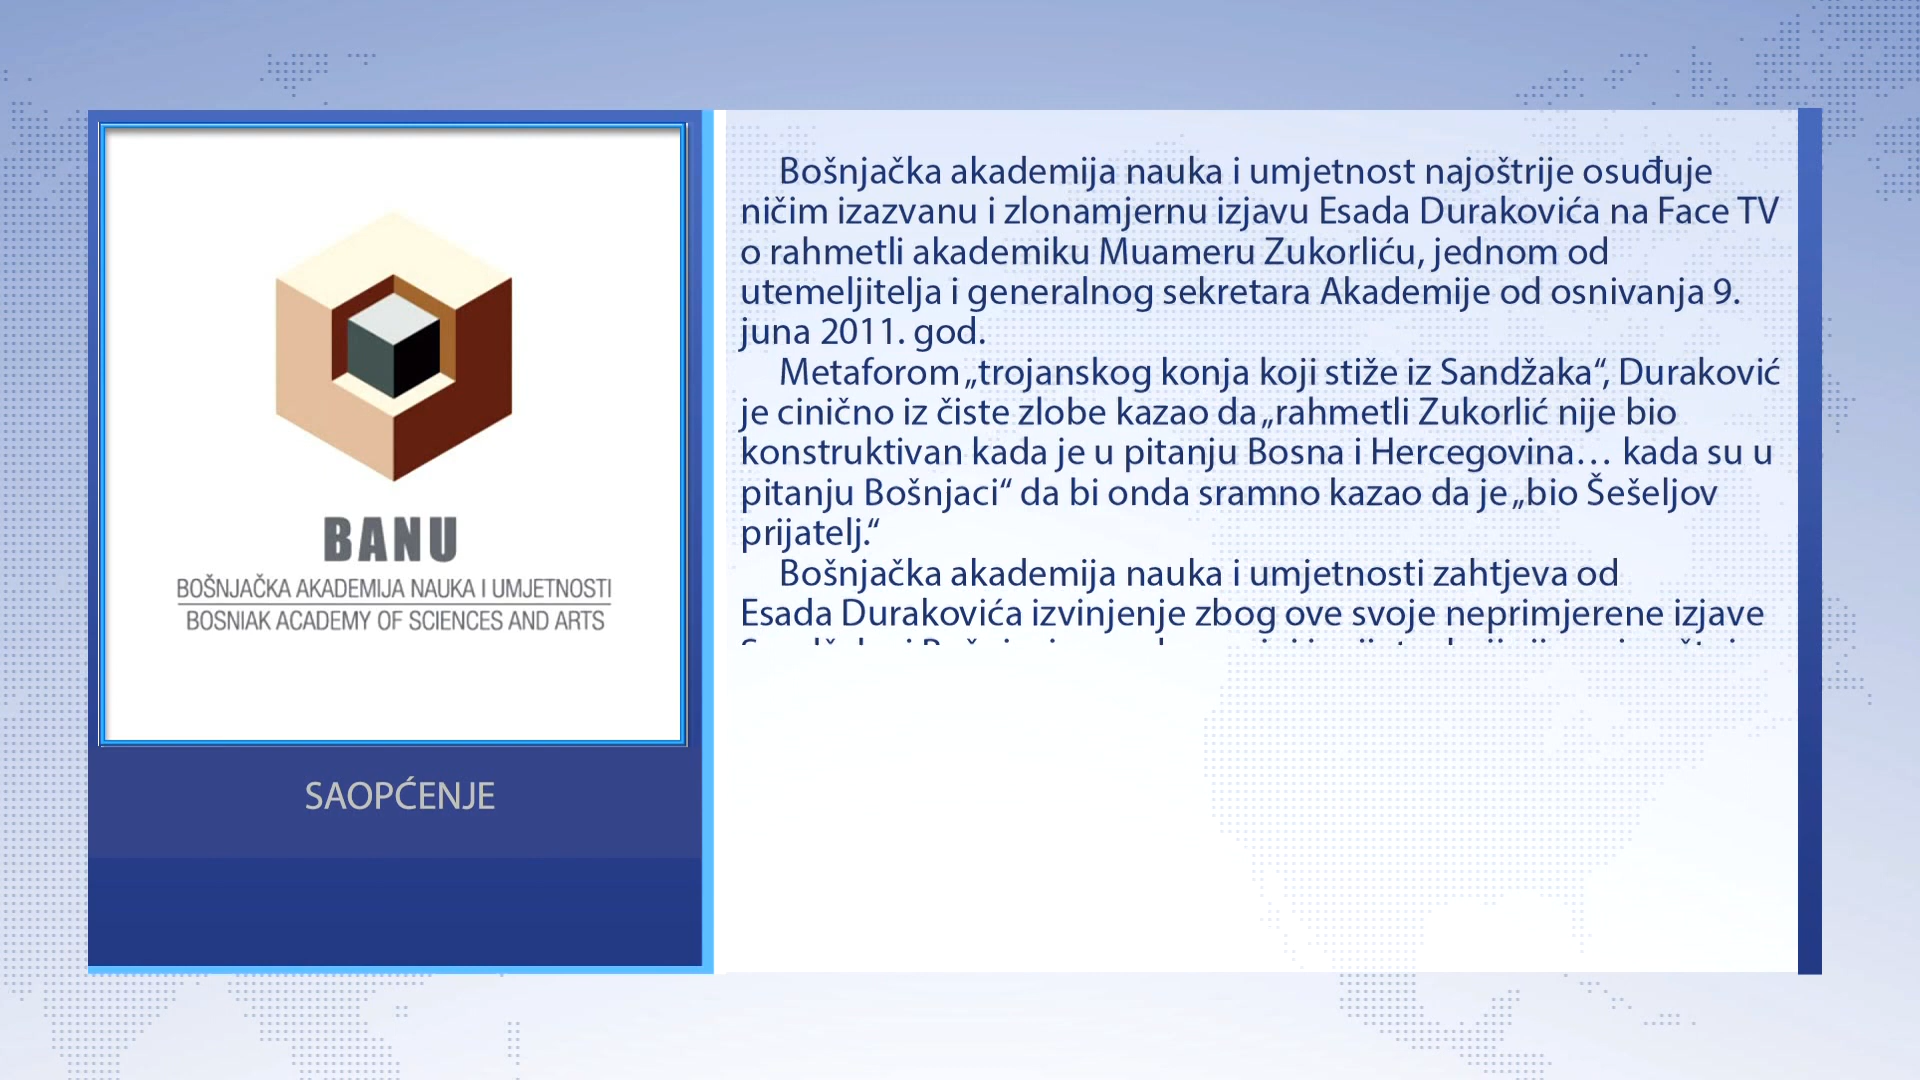 BANU
BOŠNJAČKA AKADEMIJA NAUKA I UMJETNOSTI
BOSNIAK ACADEMY OF SCIENCES AND ARTS
SAOPĆENJE
Bošnjačka akademija nauka i umjetnost najoštrije osuđuje
ničim izazvanu i zlonamjernu izjavu Esada Durakovića na Face TV
o rahmetli akademiku Muameru Zukorliću, jednom od
utemeljitelja i generalnog sekretara Akademije od osnivanja 9.
juna 2011. god.
Metaforom „trojanskog konja koji stiže iz Sandžaka“, Duraković
je cinično iz čiste zlobe kazao da „rahmetli Zukorlić nije bio
konstruktivan kada je u pitanju Bosna i Hercegovina… kada su u
pitanju Bošnjaci“ da bi onda sramno kazao da je „bio Šešeljov
prijatelj.“
Bošnjačka akademija nauka i umjetnosti zahtjeva od
Esada Durakovića izvinjenje zbog ove svoje neprimjerene izjave